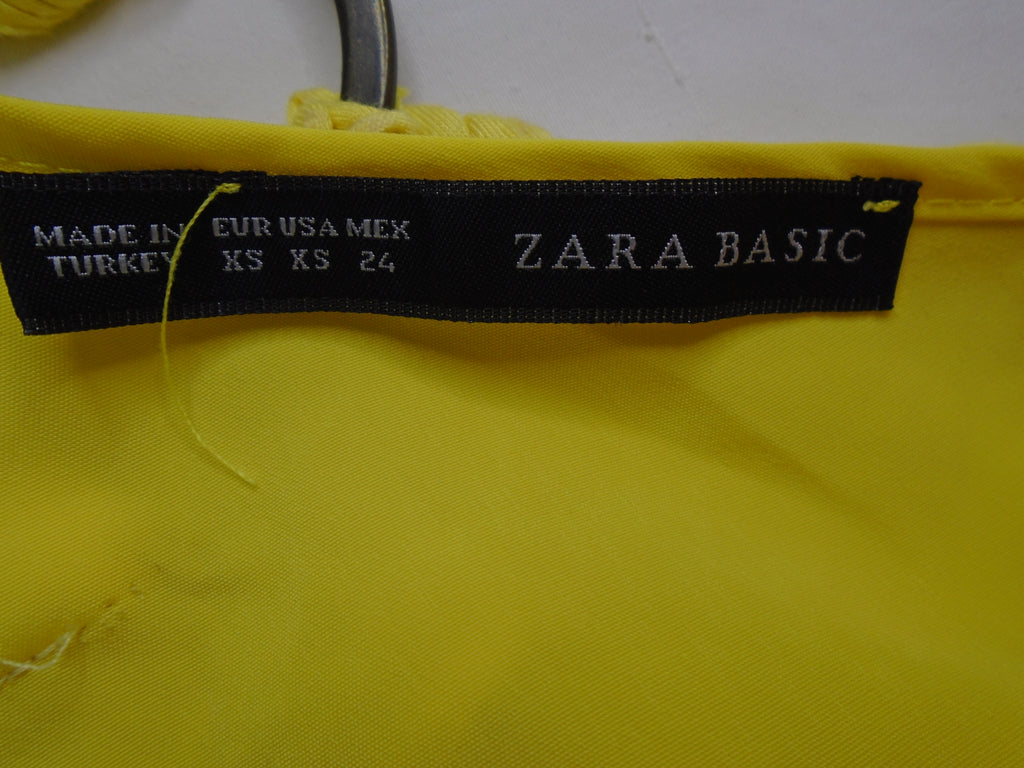 MADE IN EUR USA MEX ZARA BASIC
TURKEY XS XS 24